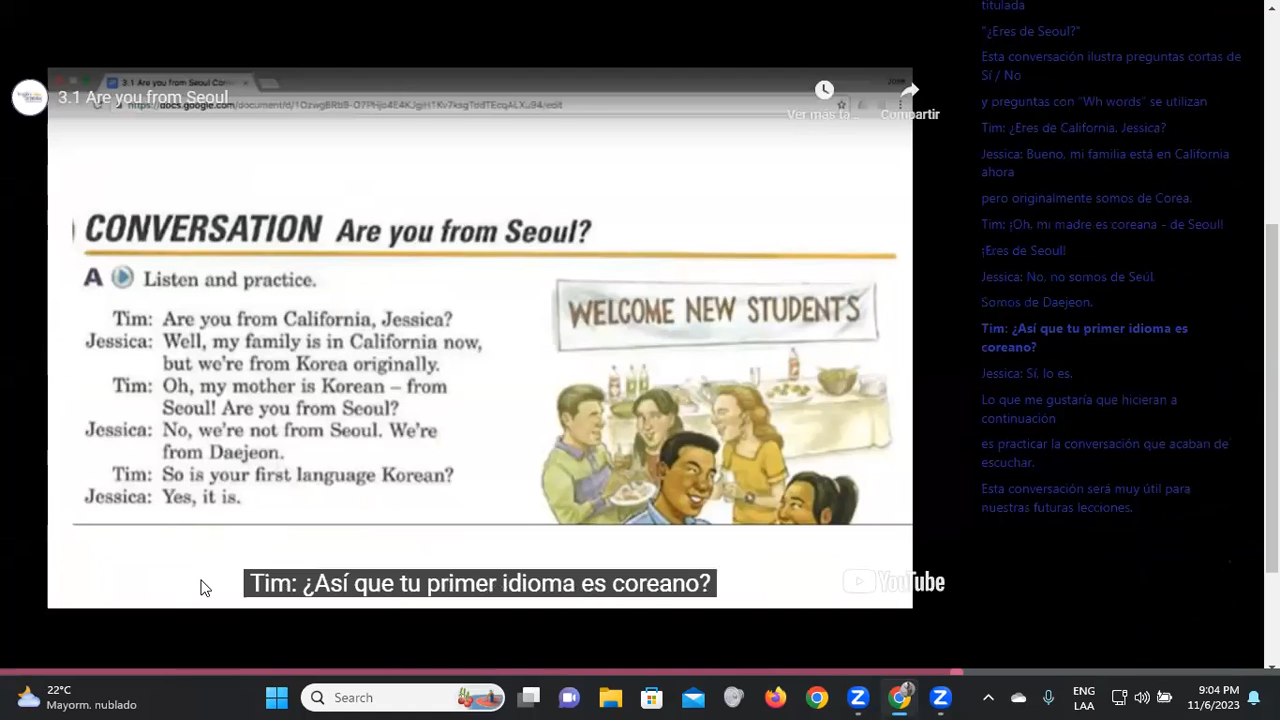 titulada
"¿Eres de Seoul?"
Esta conversación ilustra preguntas cortas de
Sí / No
y preguntas con "Wh words" se utilizan
Tim: ¿Eres de California, Jessica?
Jessica: Bueno, mi familia está en California
ahora
pero originalmente somos de Corea.
Tim: ¡Oh, mi madre es coreana - de Seoul!
¡Eres de Seoul!
Jessica: No, no somos de Seúl.
Somos de Daejeon.
Tim: ¿Así que tu primer idioma es
coreano?
Jessica: Sí, lo es.
Lo que me gustaría que hicieran a
continuación
es practicar la conversación que acaban de
escuchar.
Esta conversación será muy útil para
nuestras futuras lecciones.
3.1 Are you from Seoul
3.1 Are you from Seoul
Ver más ta...
Compartir
CONVERSATION Are you from Seoul?
A Listen and practice.
Tim: Are you from California, Jessica?
Jessica: Well, my family is in California now,
but we're from Korea originally.
Tim: Oh, my mother is Korean – from
Seoul! Are you from Seoul?
Jessica: No, we're not from Seoul. We're
from Daejeon.
Tim: So is your first language Korean?
Jessica: Yes, it is.
WELCOME NEW STUDENTS
Tim: ¿Así que tu primer idioma es coreano?
YouTube
22°C
Mayorm. nublado
Search
ENG
LAA
9:04 PM
2/6/2023